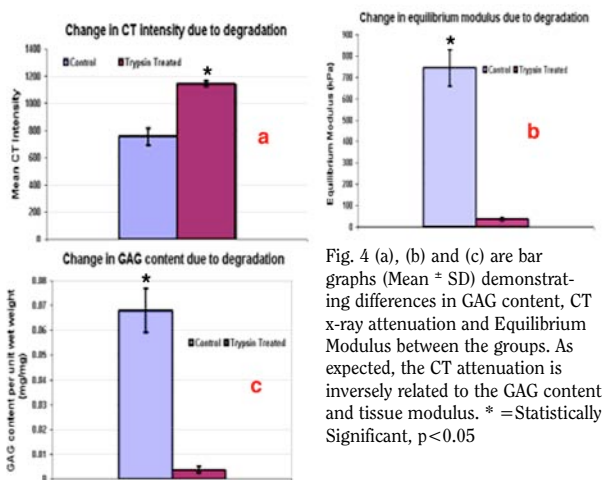 Change in CT intensity due to degradation
Control Trypsin Treated
Mean CT Intensity
1400
1200
1000
800
600
400
200
0
*
a
Change in equilibrium modulus due to degradation
Control Trypsin Treated
Equilibrium Modulus (kPa)
900
800
700
600
500
400
300
200
100
0
*
b
Change in GAG content due to degradation
Control Trypsin Treated
GAG content per unit wet weight
(mg/mg)
0.08
0.07
0.06
0.05
0.04
0.03
0.02
0.01
0
*
c
Fig. 4 (a), (b) and (c) are bar
graphs (Mean ± SD) demonstrat-
ing differences in GAG content, CT
x-ray attenuation and Equilibrium
Modulus between the groups. As
expected, the CT attenuation is
inversely related to the GAG content
and tissue modulus. * =Statistically
Significant, p<0.05